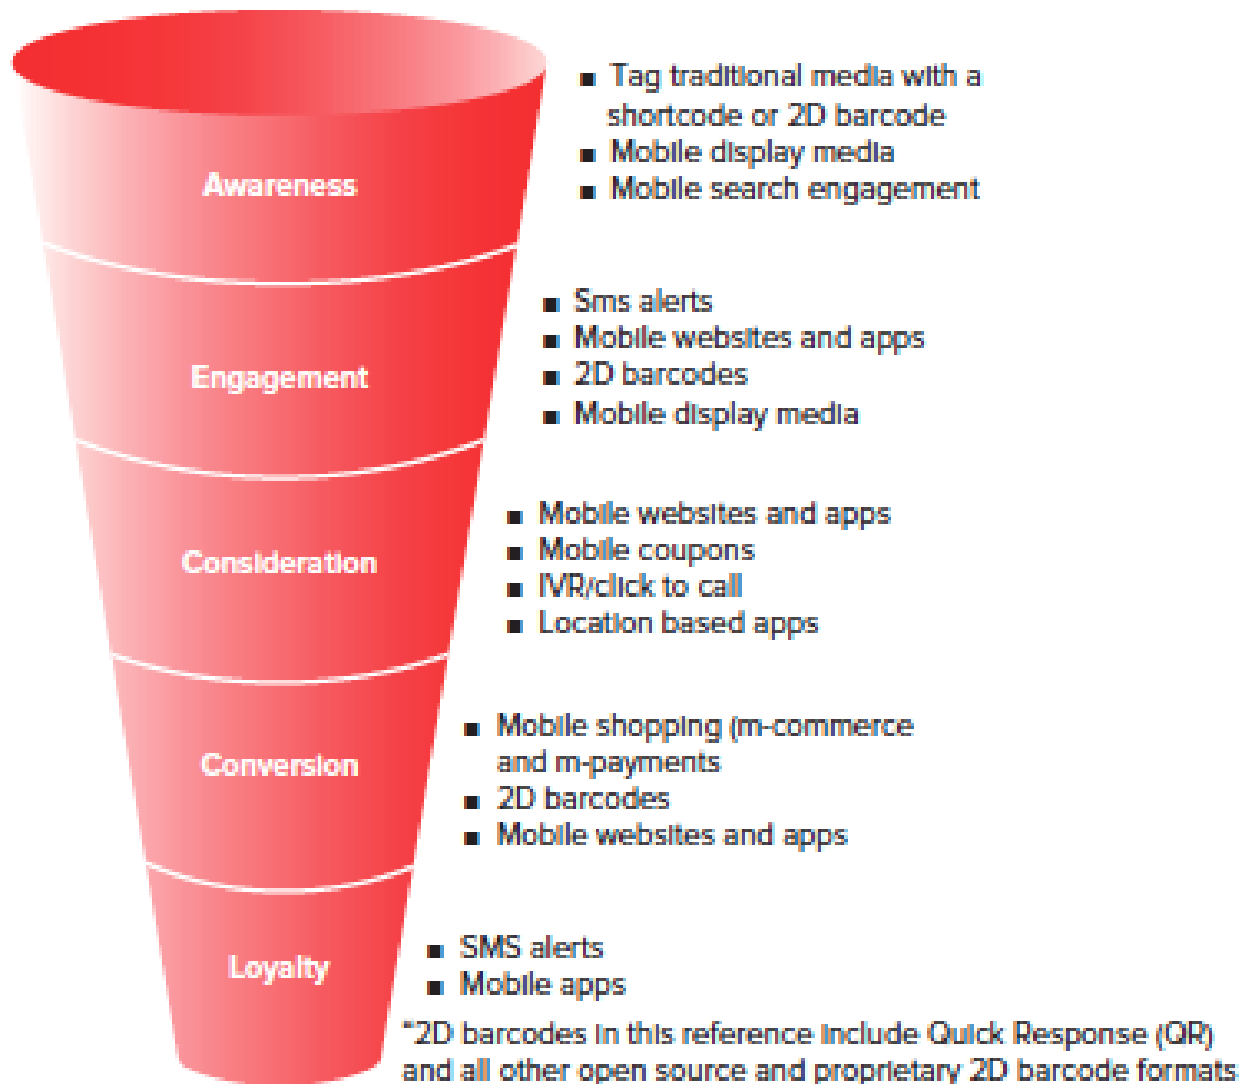 Awareness
■ Tag traditional media with a
shortcode or 2D barcode
■ Mobile display media
■ Mobile search engagement
Engagement
■ Sms alerts
■ Mobile websites and apps
■ 2D barcodes
■ Mobile display media
Consideration
■ Mobile websites and apps
■ Mobile coupons
■ IVR/click to call
■ Location based apps
Conversion
■ Mobile shopping (m-commerce
and m-payments
■ 2D barcodes
■ Mobile websites and apps
Loyalty
■ SMS alerts
■ Mobile apps
*2D barcodes in this reference include Quick Response (QR)
and all other open source and proprietary 2D barcode formats